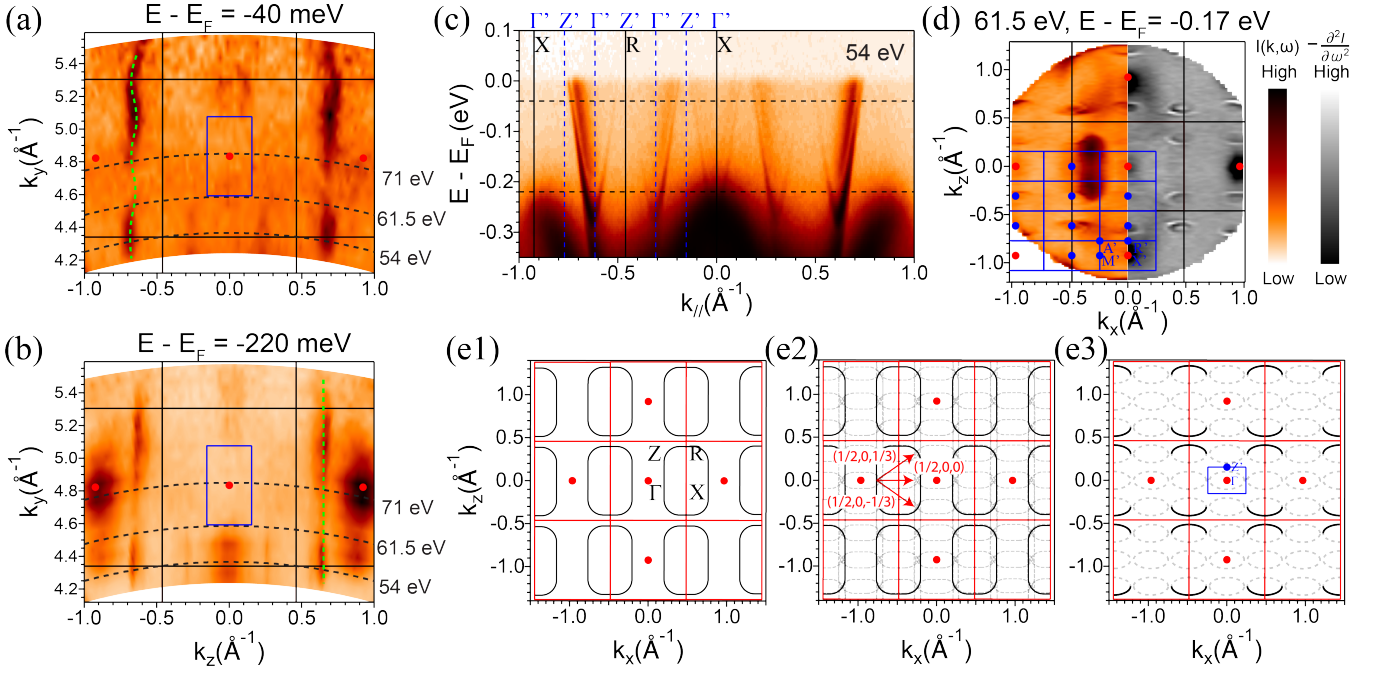 (a)
E - E_F = -40 meV
5.4
5.2
5.0
4.8
4.6
4.4
4.2
k_y(Å⁻¹)
71 eV
61.5 eV
54 eV
-1.0
-0.5
0.0
0.5
1.0
(b)
E - E_F = -220 meV
5.4
5.2
5.0
4.8
4.6
4.4
4.2
k_y(Å⁻¹)
71 eV
61.5 eV
54 eV
-1.0
-0.5
0.0
0.5
1.0
k_z(Å⁻¹)
(c)
Γ' Z' Γ' Z' Γ' Z' Γ'
X R X
54 eV
0.1
0.0
-0.1
-0.2
-0.3
E - E_F (eV)
-1.0
-0.5
0.0
0.5
1.0
k_//(Å⁻¹)
(d)
61.5 eV, E - E_F = -0.17 eV
1.0
0.5
0.0
-0.5
-1.0
k_z(Å⁻¹)
A'
M'
-1.0
-0.5
0.0
0.5
1.0
k_x(Å⁻¹)
I(k,ω)
−∂²I/∂ω²
High
High
Low
Low
(e1)
1.0
0.5
0.0
-0.5
-1.0
k_z(Å⁻¹)
Z R
Γ X
-1.0
0.0
1.0
k_x(Å⁻¹)
(e2)
1.0
0.5
0.0
-0.5
-1.0
(1/2,0,1/3)
(1/2,0,0)
(1/2,0,-1/3)
-1.0
0.0
1.0
k_x(Å⁻¹)
(e3)
1.0
0.5
0.0
-0.5
-1.0
Z'
-1.0
0.0
1.0
k_x(Å⁻¹)